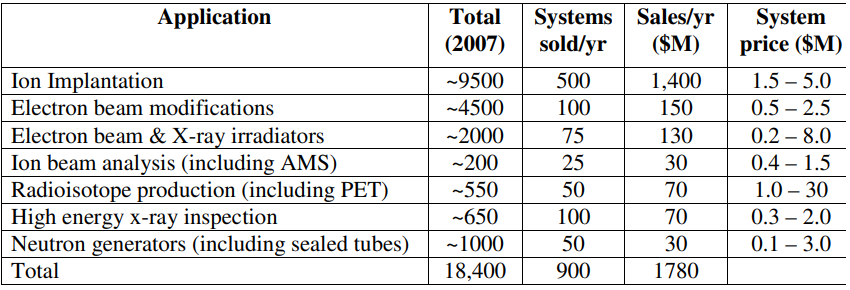 Application Total (2007) Systems sold/yr Sales/yr ($M) System price ($M)
Ion Implantation ~9500 500 1,400 1.5 – 5.0
Electron beam modifications ~4500 100 150 0.5 – 2.5
Electron beam & X-ray irradiators ~2000 75 130 0.2 – 8.0
Ion beam analysis (including AMS) ~200 25 30 0.4 – 1.5
Radioisotope production (including PET) ~550 50 70 1.0 – 30
High energy x-ray inspection ~650 100 70 0.3 – 2.0
Neutron generators (including sealed tubes) ~1000 50 30 0.1 – 3.0
Total 18,400 900 1780